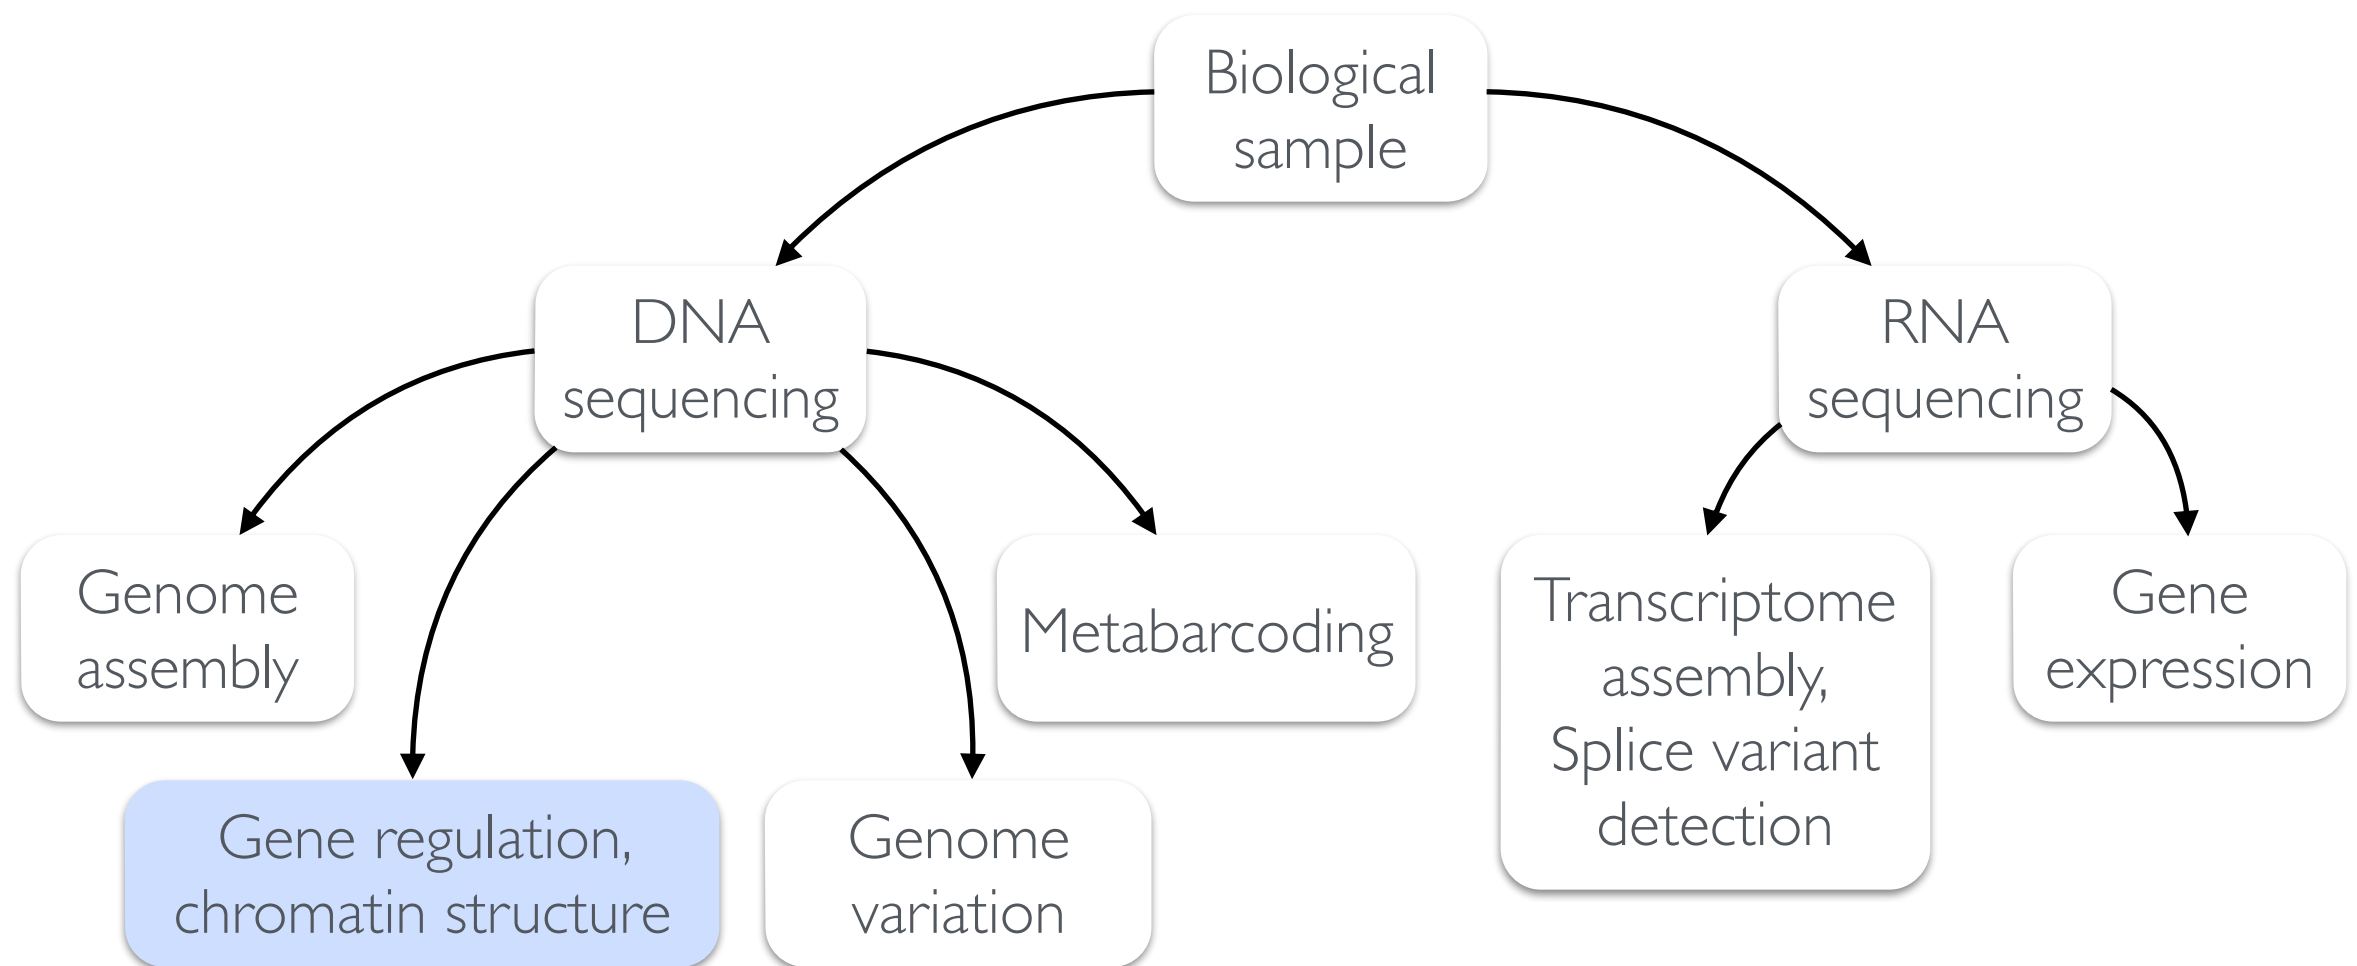 Biological
sample
DNA
sequencing
RNA
sequencing
Genome
assembly
Metabarcoding
Transcriptome
assembly,
Splice variant
detection
Gene
expression
Gene regulation,
chromatin structure
Genome
variation